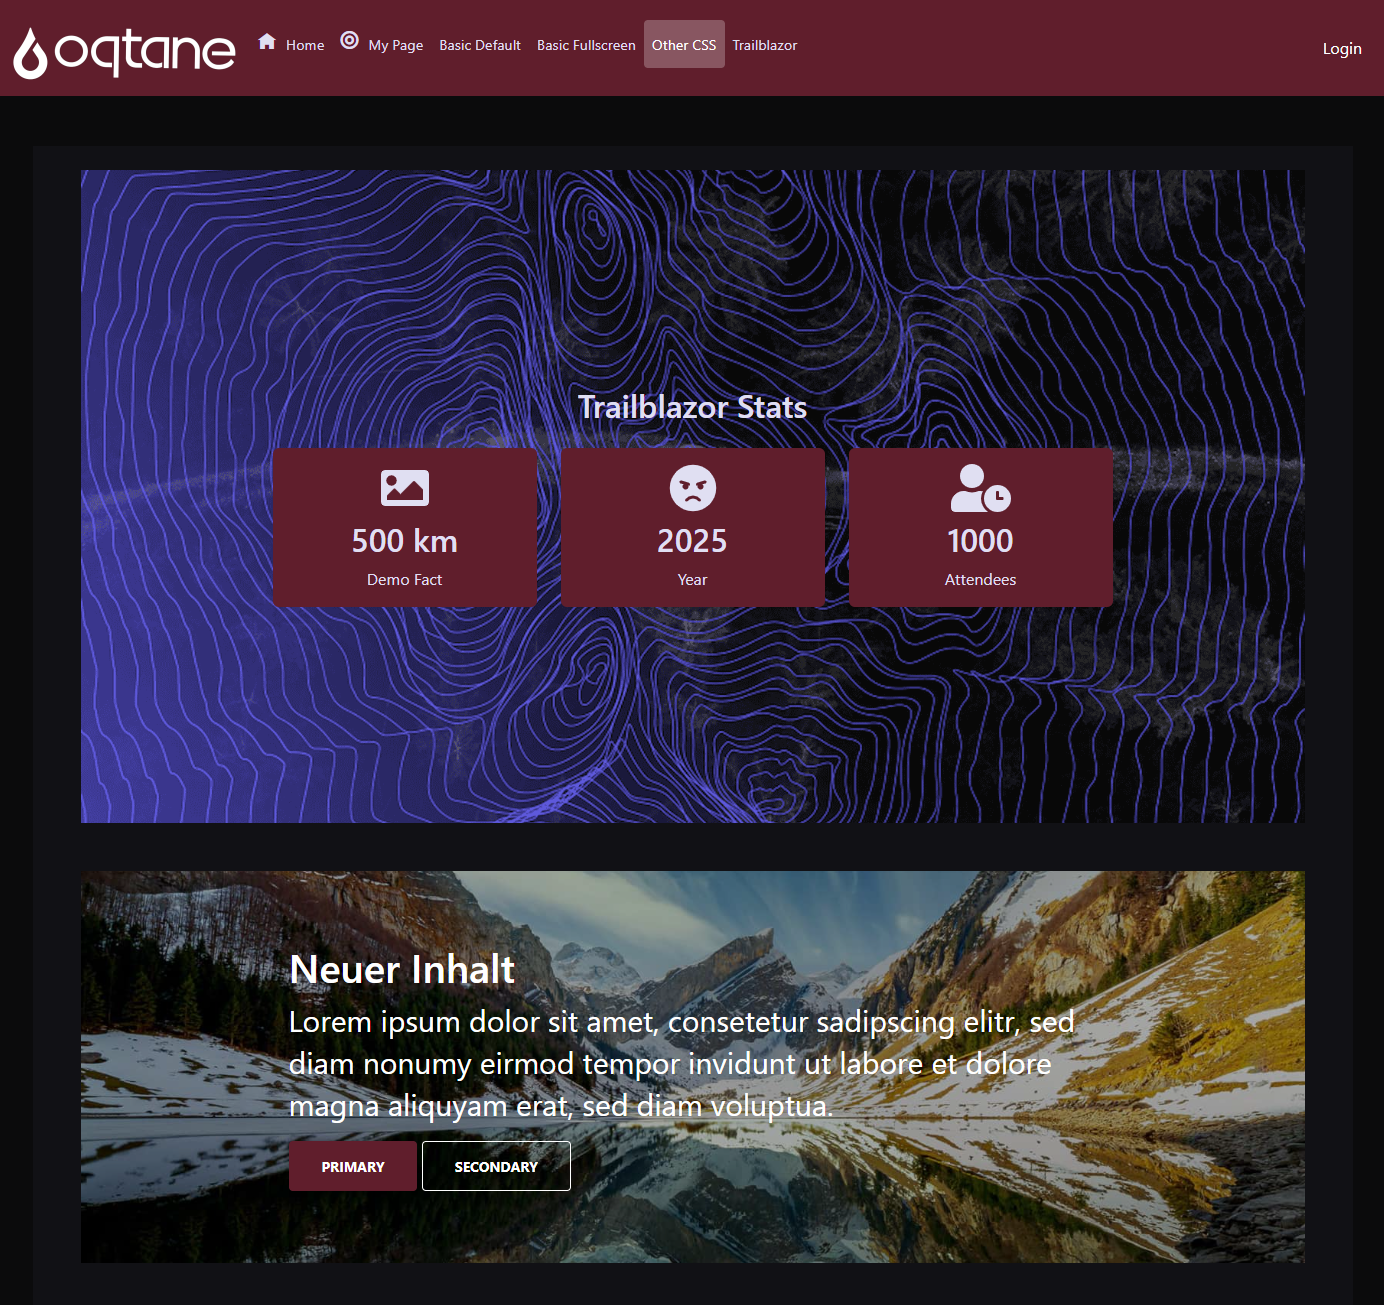 oqtane
Home My Page Basic Default Basic Fullscreen Other CSS Trailblazor Login
Trailblazor Stats
500 km 2025 1000
Demo Fact Year Attendees
Neuer Inhalt
Lorem ipsum dolor sit amet, consetetur sadipscing elitr, sed
diam nonumy eirmod tempor invidunt ut labore et dolore
magna aliquyam erat, sed diam voluptua.
PRIMARY SECONDARY